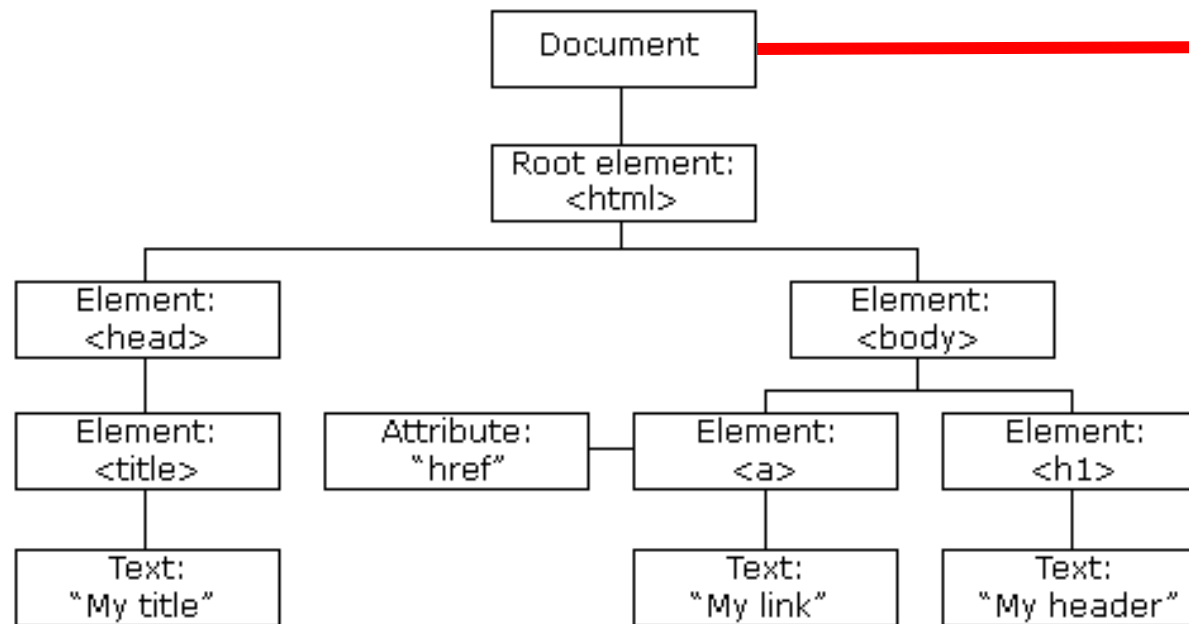 Document
Root element:
<html>
Element:
<head>
Element:
<body>
Element:
<title>
Attribute:
“href”
Element:
<a>
Element:
<h1>
Text:
“My title”
Text:
“My link”
Text:
“My header”